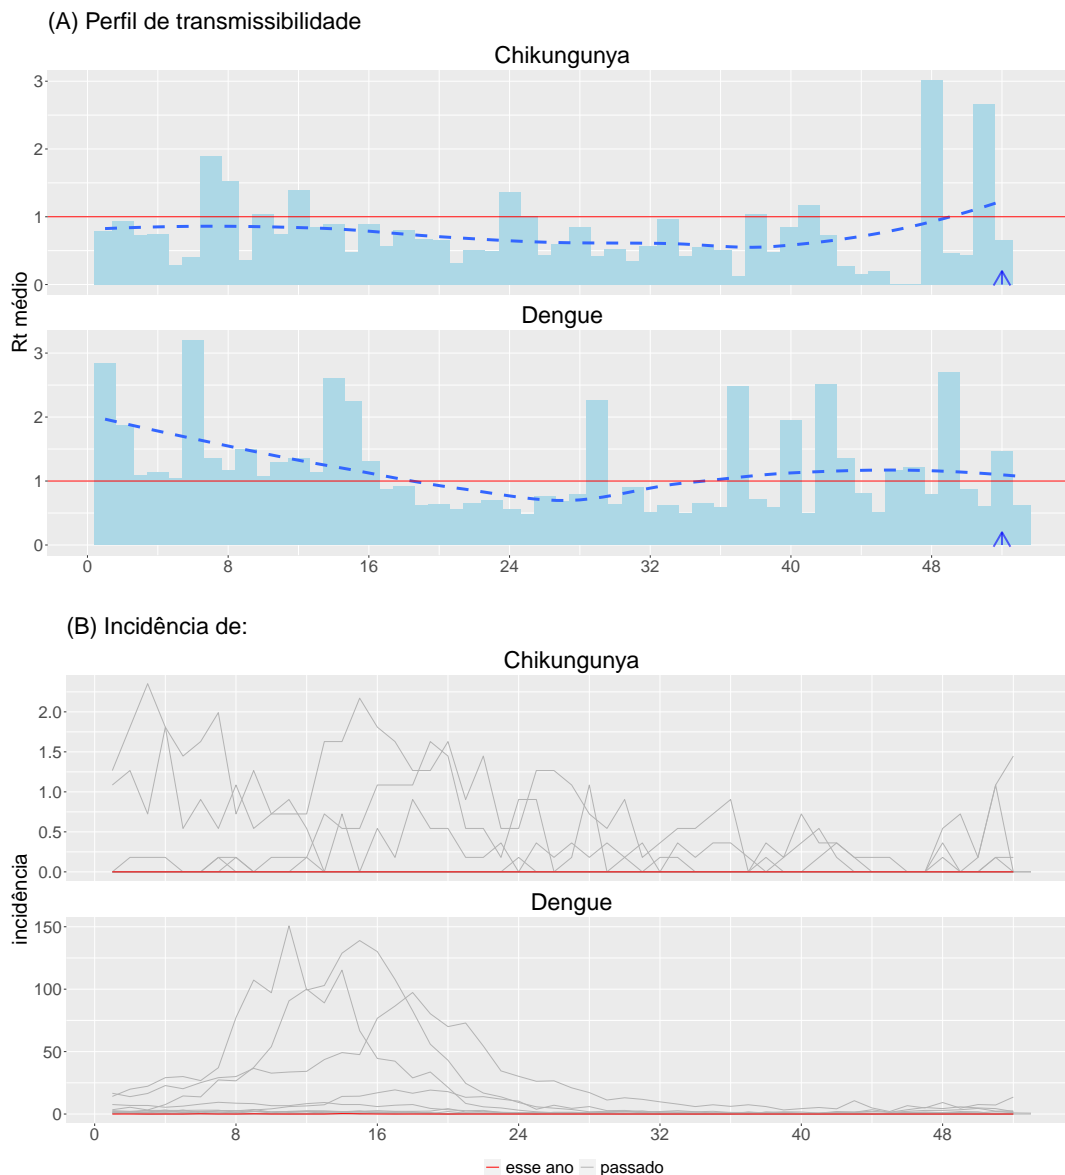 (A) Perfil de transmissibilidade
Chikungunya
3
2
1
0
Rt médio
Dengue
3
2
1
0
0 8 16 24 32 40 48
(B) Incidência de:
Chikungunya
2.0
1.5
1.0
0.5
0.0
incidência
Dengue
150
100
50
0
0 8 16 24 32 40 48
esse ano passado